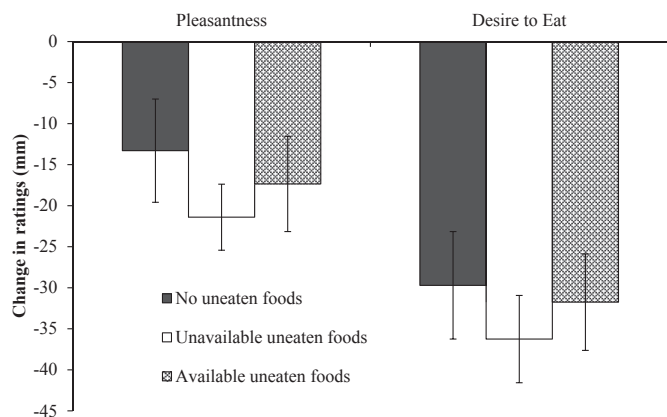 Pleasantness
Desire to Eat
0
-5
-10
-15
-20
-25
-30
-35
-40
-45
Change in ratings (mm)
No uneaten foods
Unavailable uneaten foods
Available uneaten foods